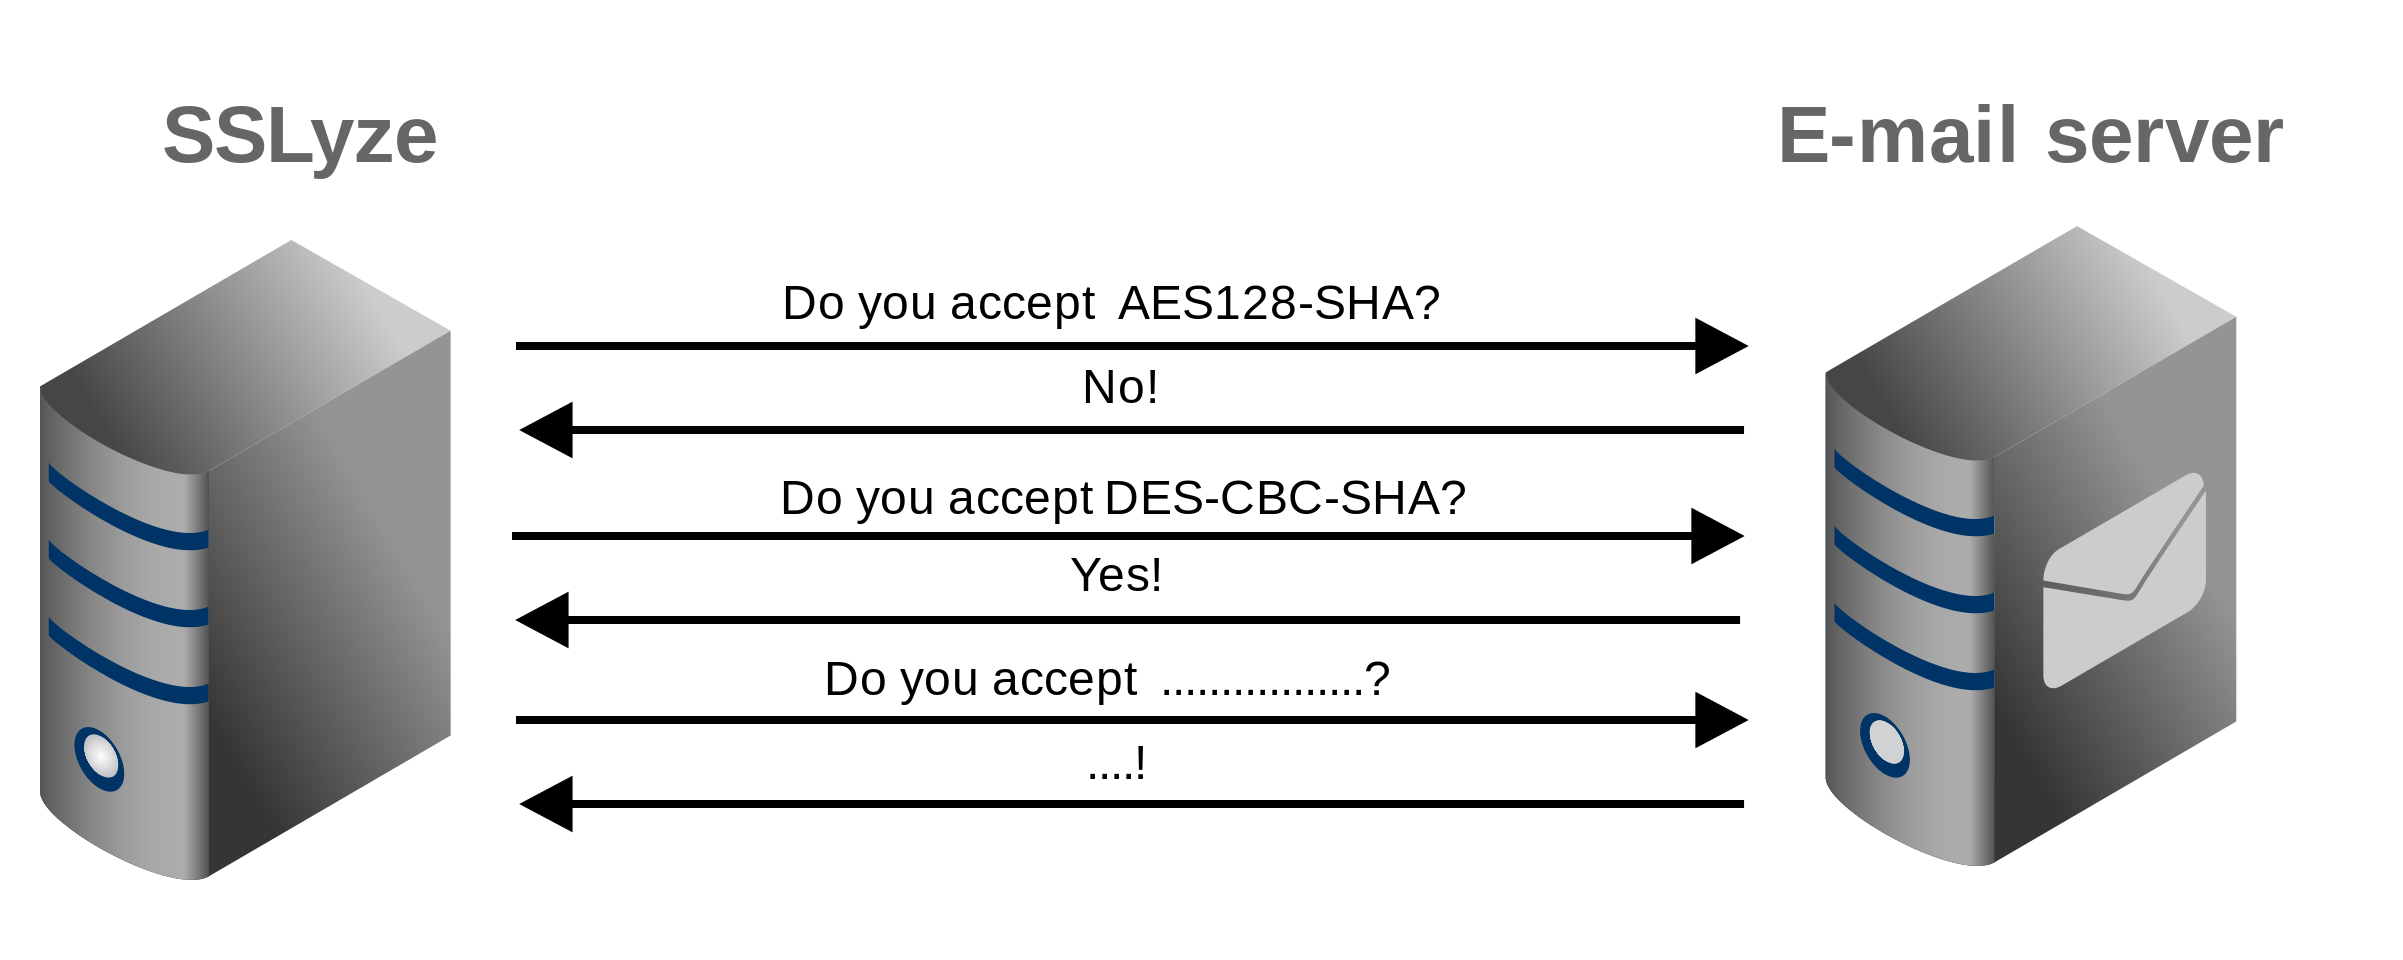 SSLyze
E-mail server
Do you accept AES128-SHA?
No!
Do you accept DES-CBC-SHA?
Yes!
Do you accept .................?
....!